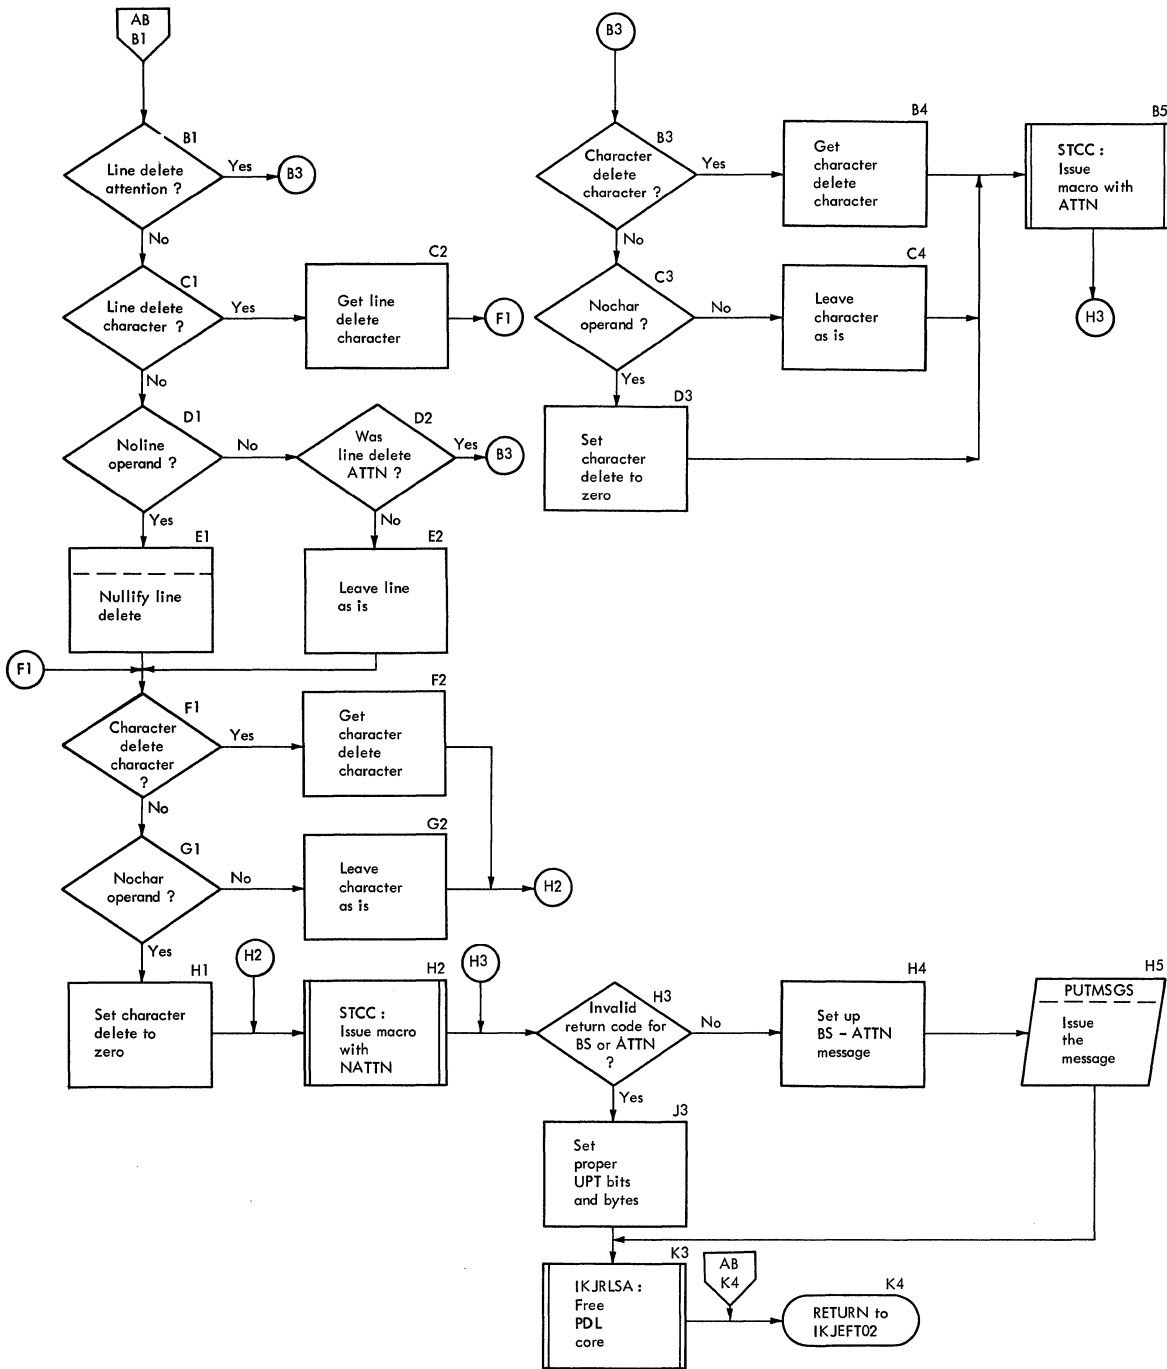 AB
B1
B3
B1
Line delete
attention ?
Yes
B3
No
B3
Character
delete
character ?
Yes
No
B4
Get
character
delete
character
B5
STCC :
Issue
macro with
ATTN
H3
C1
Line delete
character ?
Yes
No
C2
Get line
delete
character
F1
C3
Nochar
operand ?
No
Yes
C4
Leave
character
as is
D1
Noline
operand ?
No
Yes
D2
Was
line delete
ATTN ?
Yes
B3
No
D3
Set
character
delete to
zero
E1
Nullify line
delete
E2
Leave line
as is
F1
F1
Character
delete
character
?
Yes
No
F2
Get
character
delete
character
G1
Nochar
operand ?
No
Yes
G2
Leave
character
as is
H2
H1
Set character
delete to
zero
H2
H2
STCC :
Issue macro
with
NATTN
H3
H3
Invalid
return code for
BS or ATTN
?
No
Yes
H4
Set up
BS - ATTN
message
H5
PUTMSGS
Issue
the
message
J3
Set
proper
UPT bits
and bytes
K3
IKJRLSA :
Free
PDL
core
AB
K4
K4
RETURN to
IKJEFT02